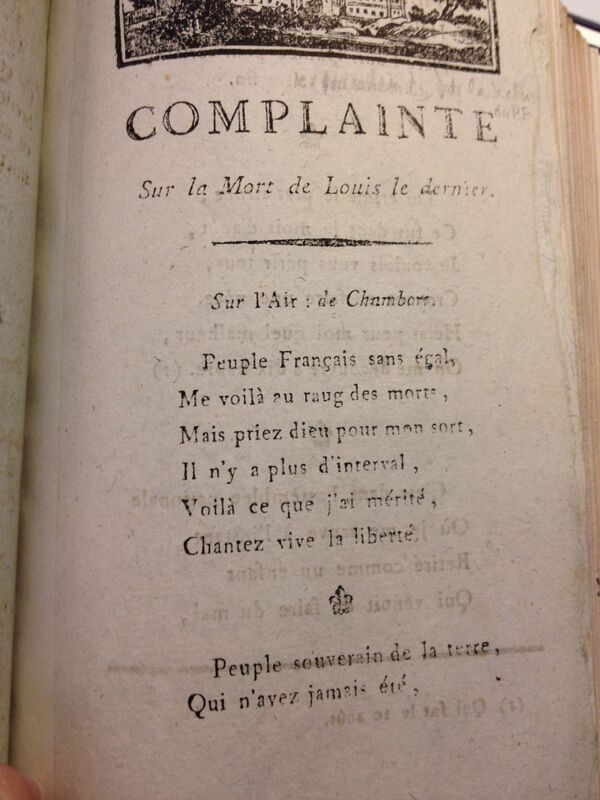 COMPLAINTE
Sur la Mort de Louis le dernier.
Sur l'Air : de Chambort.
Peuple Français sans égal,
Me voilà au raug des morts,
Mais priez dieu pour mon sort,
Il n'y a plus d'interval,
Voilà ce que j'ai mérité,
Chantez vive la liberté.
Peuple souverain de la terre,
Qui n'avez jamais été,